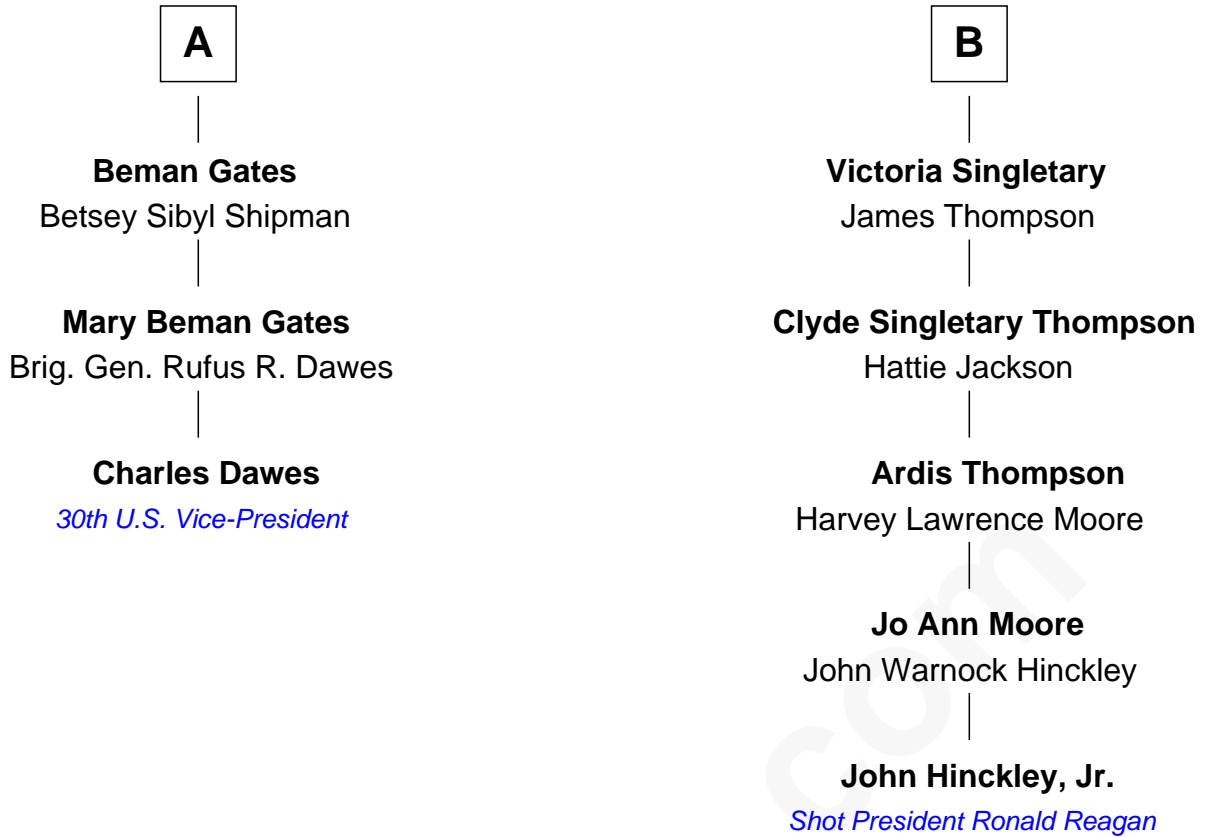 A
B
Beman Gates
Betsey Sibyl Shipman
Mary Beman Gates
Brig. Gen. Rufus R. Dawes
Charles Dawes
30th U.S. Vice-President
Victoria Singletary
James Thompson
Clyde Singletary Thompson
Hattie Jackson
Ardis Thompson
Harvey Lawrence Moore
Jo Ann Moore
John Warnock Hinckley
John Hinckley, Jr.
Shot President Ronald Reagan
com